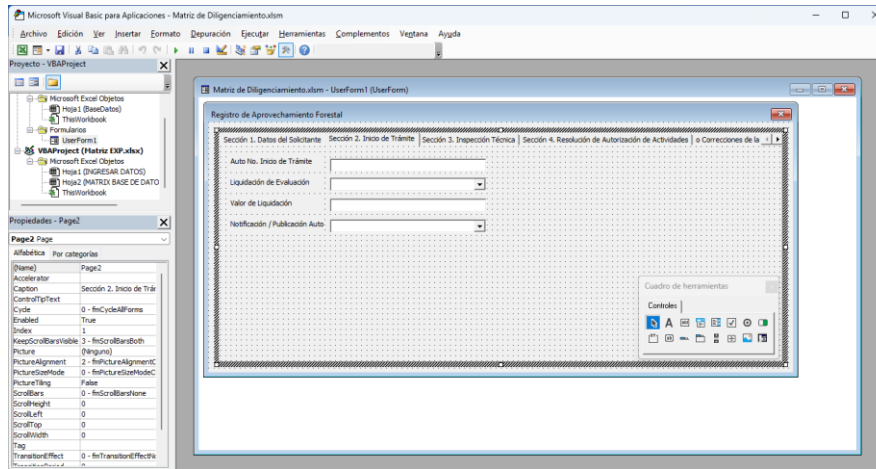 Microsoft Visual Basic para Aplicaciones - Matriz de Diligenciamiento.xlsm
Archivo Edición Ver Insertar Formato Depuración Ejecutar Herramientas Complementos Ventana Ayuda
Proyecto - VBAProject
Microsoft Excel Objetos
Hoja1 (BaseDatos)
ThisWorkbook
Formularios
UserForm1
VBAProject (Matriz EXP.xlsx)
Microsoft Excel Objetos
Hoja1 (INGRESAR DATOS)
Hoja2 (MATRIX BASE DE DATO
ThisWorkbook
Propiedades - Page2
Page2 Page
Alfabética Por categorías
(Name) Page2
Accelerator
Caption Sección 2. Inicio de Trár
ControlTipText
Cycle 0 - fmCycleAllForms
Enabled True
Index 1
KeepScrollBarsVisible 3 - fmScrollBarsBoth
Picture (Ninguno)
PictureAlignment 2 - fmPictureAlignmentC
PictureSizeMode 0 - fmPictureSizeModeC
PictureTiling False
ScrollBars 0 - fmScrollBarsNone
ScrollHeight 0
ScrollLeft 0
ScrollTop 0
ScrollWidth 0
Tag
TransitionEffect 0 - fmTransitionEffectNo
TransitionPeriod 0
Matriz de Diligenciamiento.xlsm - UserForm1 (UserForm)
Registro de Aprovechamiento Forestal
Sección 1. Datos del Solicitante Sección 2. Inicio de Trámite Sección 3. Inspección Técnica Sección 4. Resolución de Autorización de Actividades o Correcciones de la
Auto No. Inicio de Trámite
Liquidación de Evaluación
Valor de Liquidación
Notificación / Publicación Auto
Cuadro de herramientas
Controles